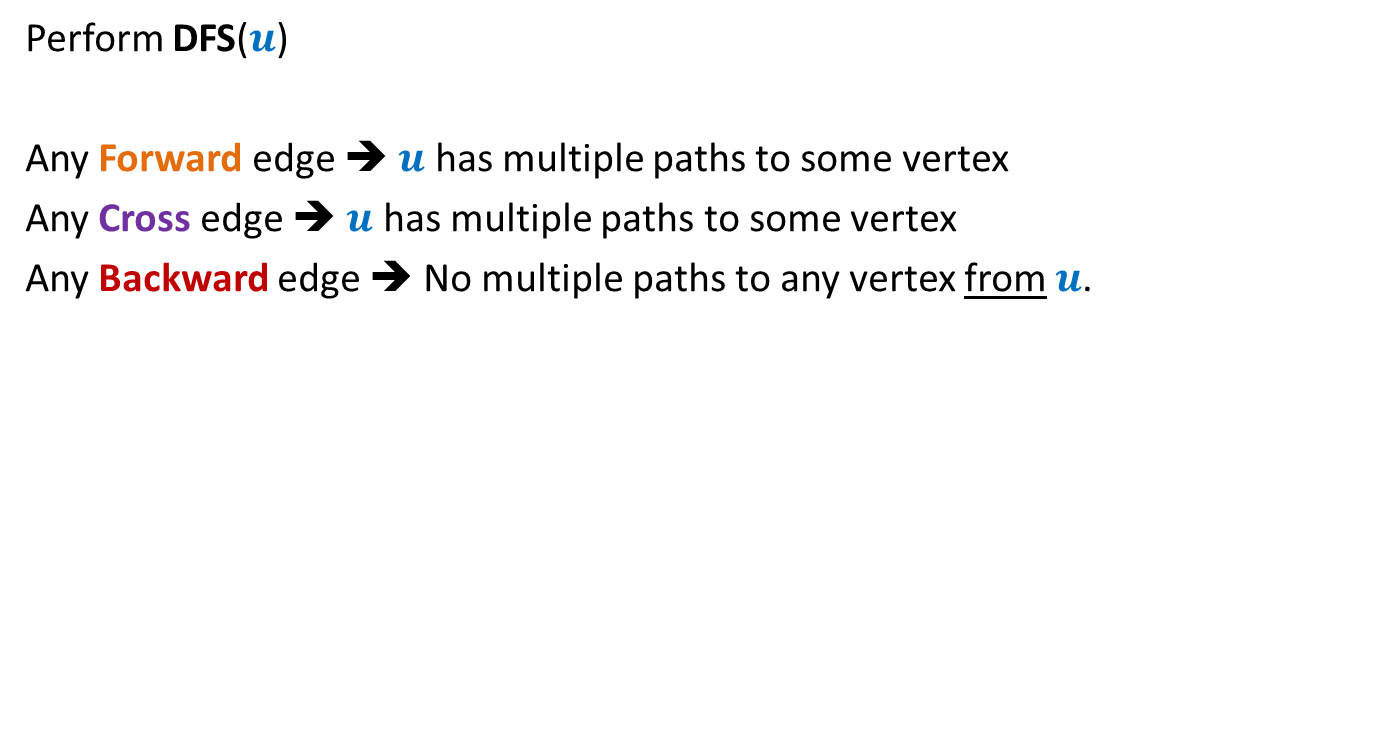 Perform DFS(u)
Any Forward edge ➔ u has multiple paths to some vertex
Any Cross edge ➔ u has multiple paths to some vertex
Any Backward edge ➔ No multiple paths to any vertex from u.